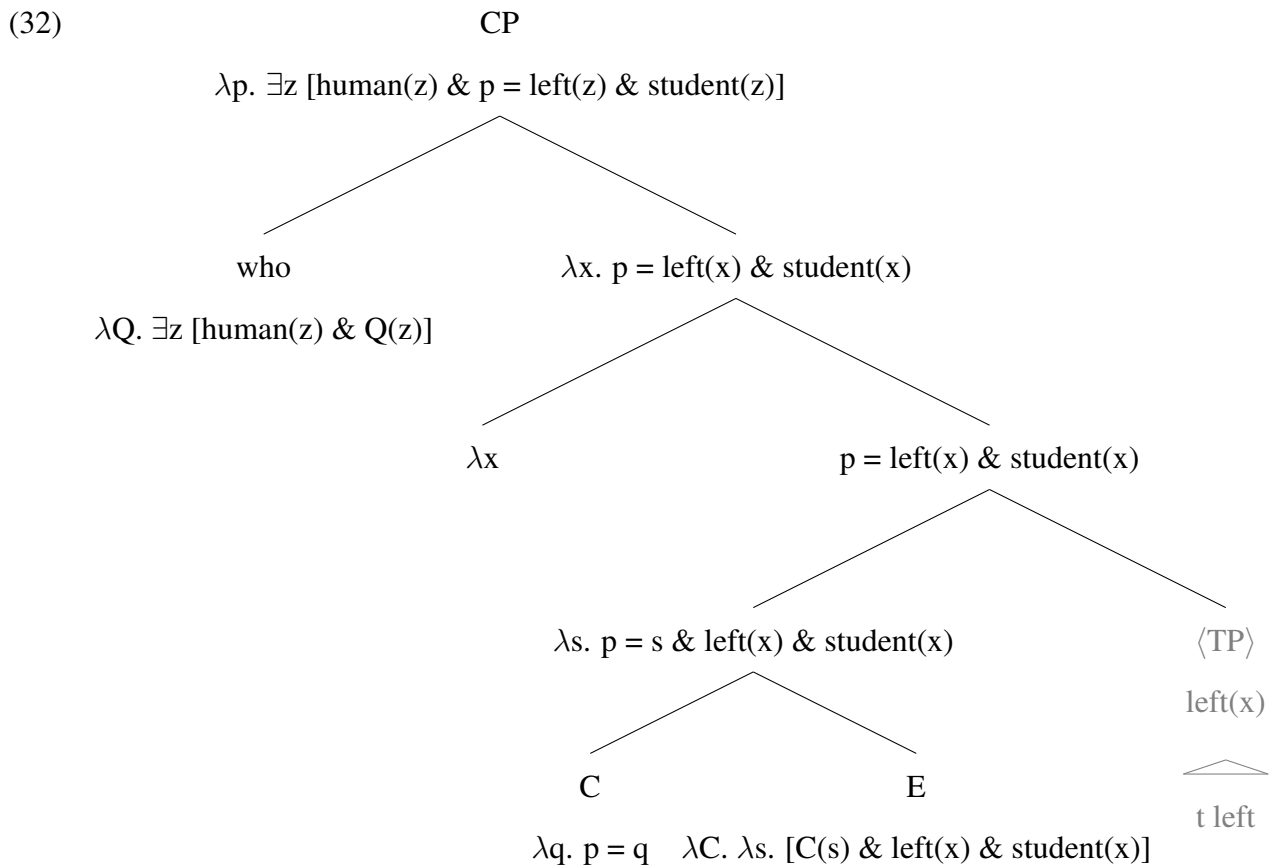 (32) CP
λp. ∃z [human(z) & p = left(z) & student(z)]
who λx. p = left(x) & student(x)
λQ. ∃z [human(z) & Q(z)]
λx p = left(x) & student(x)
λs. p = s & left(x) & student(x) ⟨TP⟩
left(x)
C E
t left
λq. p = q λC. λs. [C(s) & left(x) & student(x)]